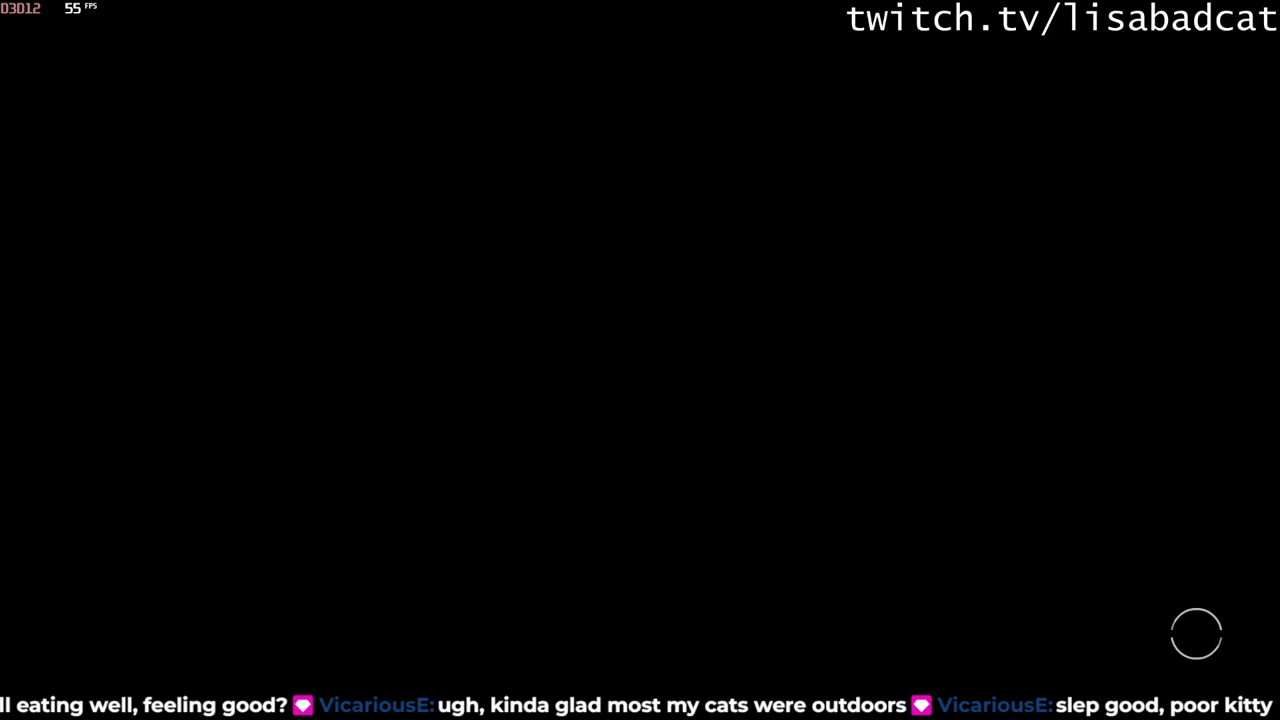 D3D12 55 FPS
twitch.tv/lisabadcat
ll eating well, feeling good? VicariousE: ugh, kinda glad most my cats were outdoors VicariousE: slep good, poor kitty